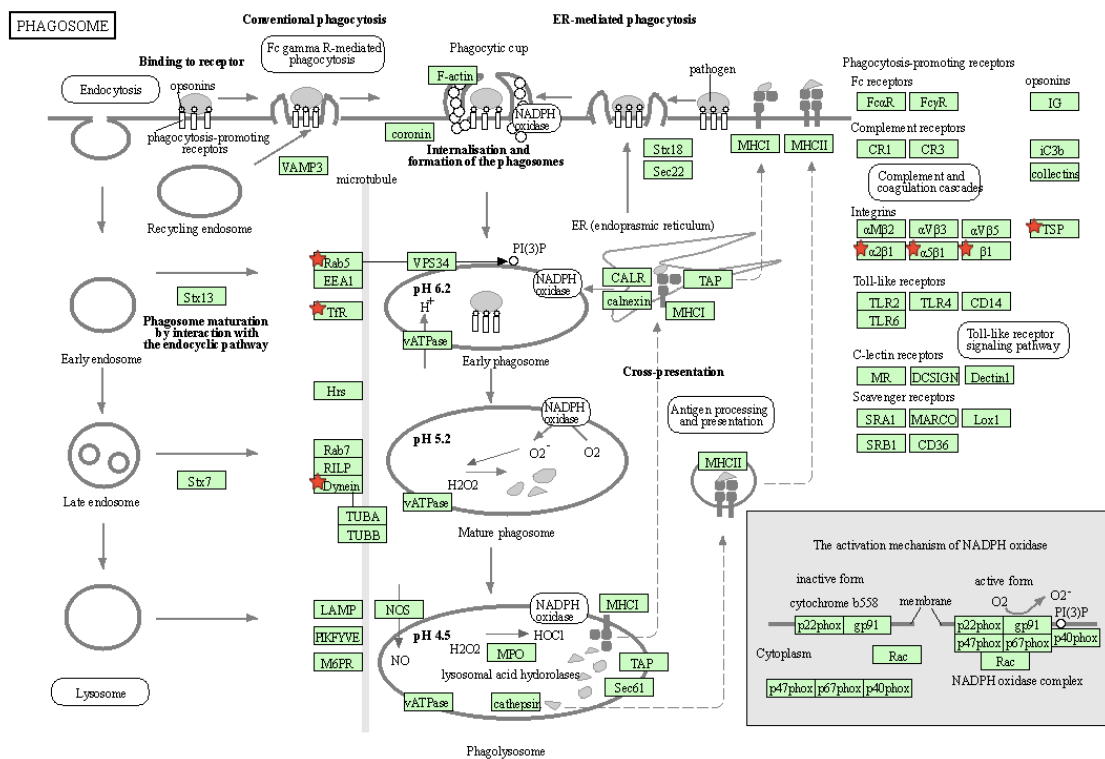 PHAGOSOME
Conventional phagocytosis
ER-mediated phagocytosis
Fc gamma R-mediated
phagocytosis
Phagocytic cup
F-actin
Binding to receptor
opsonins
Endocytosis
phagocytosis-promoting
receptors
VAMP3
coronin
NADPH
oxidase
Internalisation and
formation of the phagosomes
pathogen
Stx18
Sec22
MHCI
MHCII
Phagocytosis-promoting receptors
Fc receptors
FcαR
FcγR
opsonins
IG
Complement receptors
CR1
CR3
iC3b
collectins
Complement and
coagulation cascades
Integrins
αMβ2
αVβ3
αVβ5
TSP
α2β1
α5β1
β1
Toll-like receptors
TLR2
TLR4
CD14
TLR6
Toll-like receptor
signaling pathway
C-lectin receptors
MR
DCSIGN
Dectin1
Scavenger receptors
SRA1
MARCO
Lox1
SRB1
CD36
microtubule
Recycling endosome
ER (endoprasmic reticulum)
Rab5
EEA1
VPS34
PI(3)P
Stx13
TfR
pH 6.2
H+
NADPH
oxidase
vATPase
CALR
calnexin
TAP
MHCI
Phagosome maturation
by interaction with
the endocyclic pathway
Early endosome
Early phagosome
Cross-presentation
Hrs
Antigen processing
and presentation
Rab7
RILP
Dynein
Stx7
TUBA
TUBB
Late endosome
NADPH
oxidase
pH 5.2
O2-
O2
H2O2
vATPase
Mature phagosome
MHCII
LAMP
PIKFYVE
M6PR
NOS
NO
pH 4.5
NADPH
oxidase
MHCI
H2O2
HOCl
MPO
lysosomal acid hydorolases
TAP
Sec61
vATPase
cathepsin
Lysosome
Phagolysosome
The activation mechanism of NADPH oxidase
inactive form
cytochrome b558
membrane
active form
O2
O2-
PI(3)P
p22phox
gp91
p22phox
gp91
p47phox
p67phox
p40phox
Cytoplasm
Rac
Rac
NADPH oxidase complex
p47phox
p67phox
p40phox